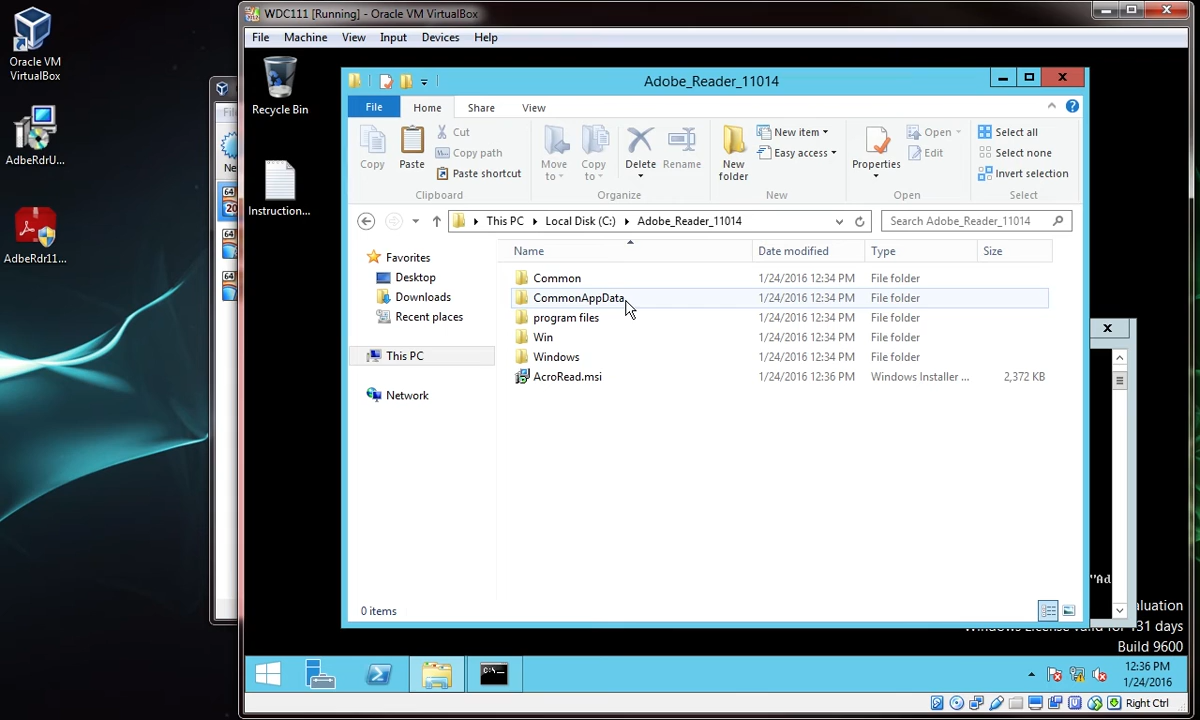 WDC111 [Running] - Oracle VM VirtualBox
File Machine View Input Devices Help
Oracle VM
VirtualBox
AdbeRdrU...
AdbeRdr11...
Recycle Bin
Instruction...
Adobe_Reader_11014
File Home Share View
Copy
Paste
Cut
Copy path
Paste shortcut
Clipboard
Move
to
Copy
to
Delete
Rename
Organize
New
folder
New item
Easy access
New
Properties
Open
Edit
Open
Select all
Select none
Invert selection
Select
This PC Local Disk (C:) Adobe_Reader_11014
Search Adobe_Reader_11014
Favorites
Desktop
Downloads
Recent places
This PC
Network
Name Date modified Type Size
Common 1/24/2016 12:34 PM File folder
CommonAppData 1/24/2016 12:34 PM File folder
program files 1/24/2016 12:34 PM File folder
Win 1/24/2016 12:34 PM File folder
Windows 1/24/2016 12:34 PM File folder
AcroRead.msi 1/24/2016 12:36 PM Windows Installer ... 2,372 KB
0 items
"Ad
Build 9600
12:36 PM
1/24/2016
Right Ctrl